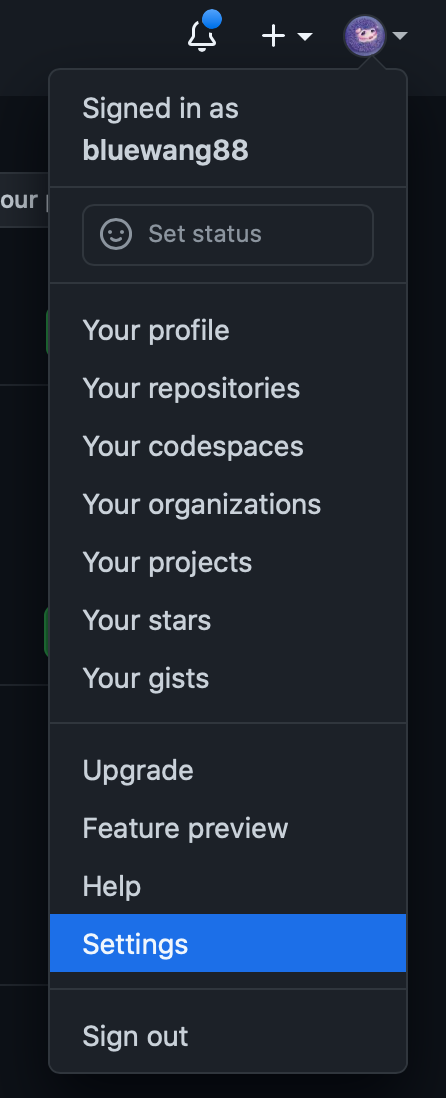 Signed in as
bluewang88
our
Set status
Your profile
Your repositories
Your codespaces
Your organizations
Your projects
Your stars
Your gists
Upgrade
Feature preview
Help
Settings
Sign out